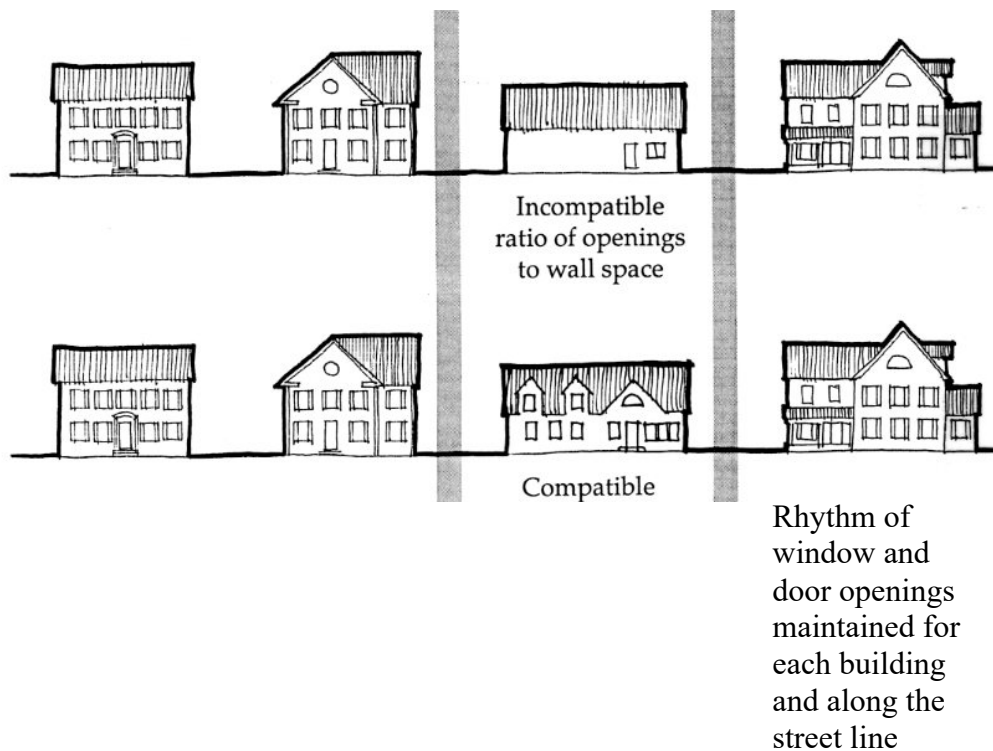 Incompatible
ratio of openings
to wall space
Compatible
Rhythm of
window and
door openings
maintained for
each building
and along the
street line